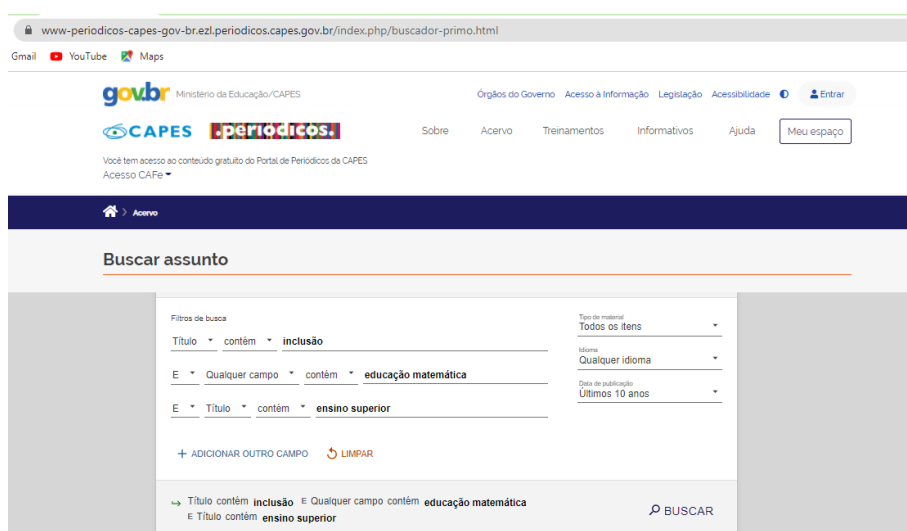 www-periodicos-capes-gov-br.ezl.periodicos.capes.gov.br/index.php/buscador-primo.html
Gmail YouTube Maps
gov.br Ministério da Educação/CAPES Órgãos do Governo Acesso à Informação Legislação Acessibilidade Entrar
CAPES .periodicos. Sobre Acervo Treinamentos Informativos Ajuda Meu espaço
Você tem acesso ao conteúdo gratuito do Portal de Periódicos da CAPES
Acesso CAFe
Acervo
Buscar assunto
Filtros de busca
Título contém inclusão
E Qualquer campo contém educação matemática
E Título contém ensino superior
Tipo de material
Todos os itens
Idioma
Qualquer idioma
Data de publicação
Últimos 10 anos
+ ADICIONAR OUTRO CAMPO LIMPAR
Título contém inclusão E Qualquer campo contém educação matemática
E Título contém ensino superior
BUSCAR